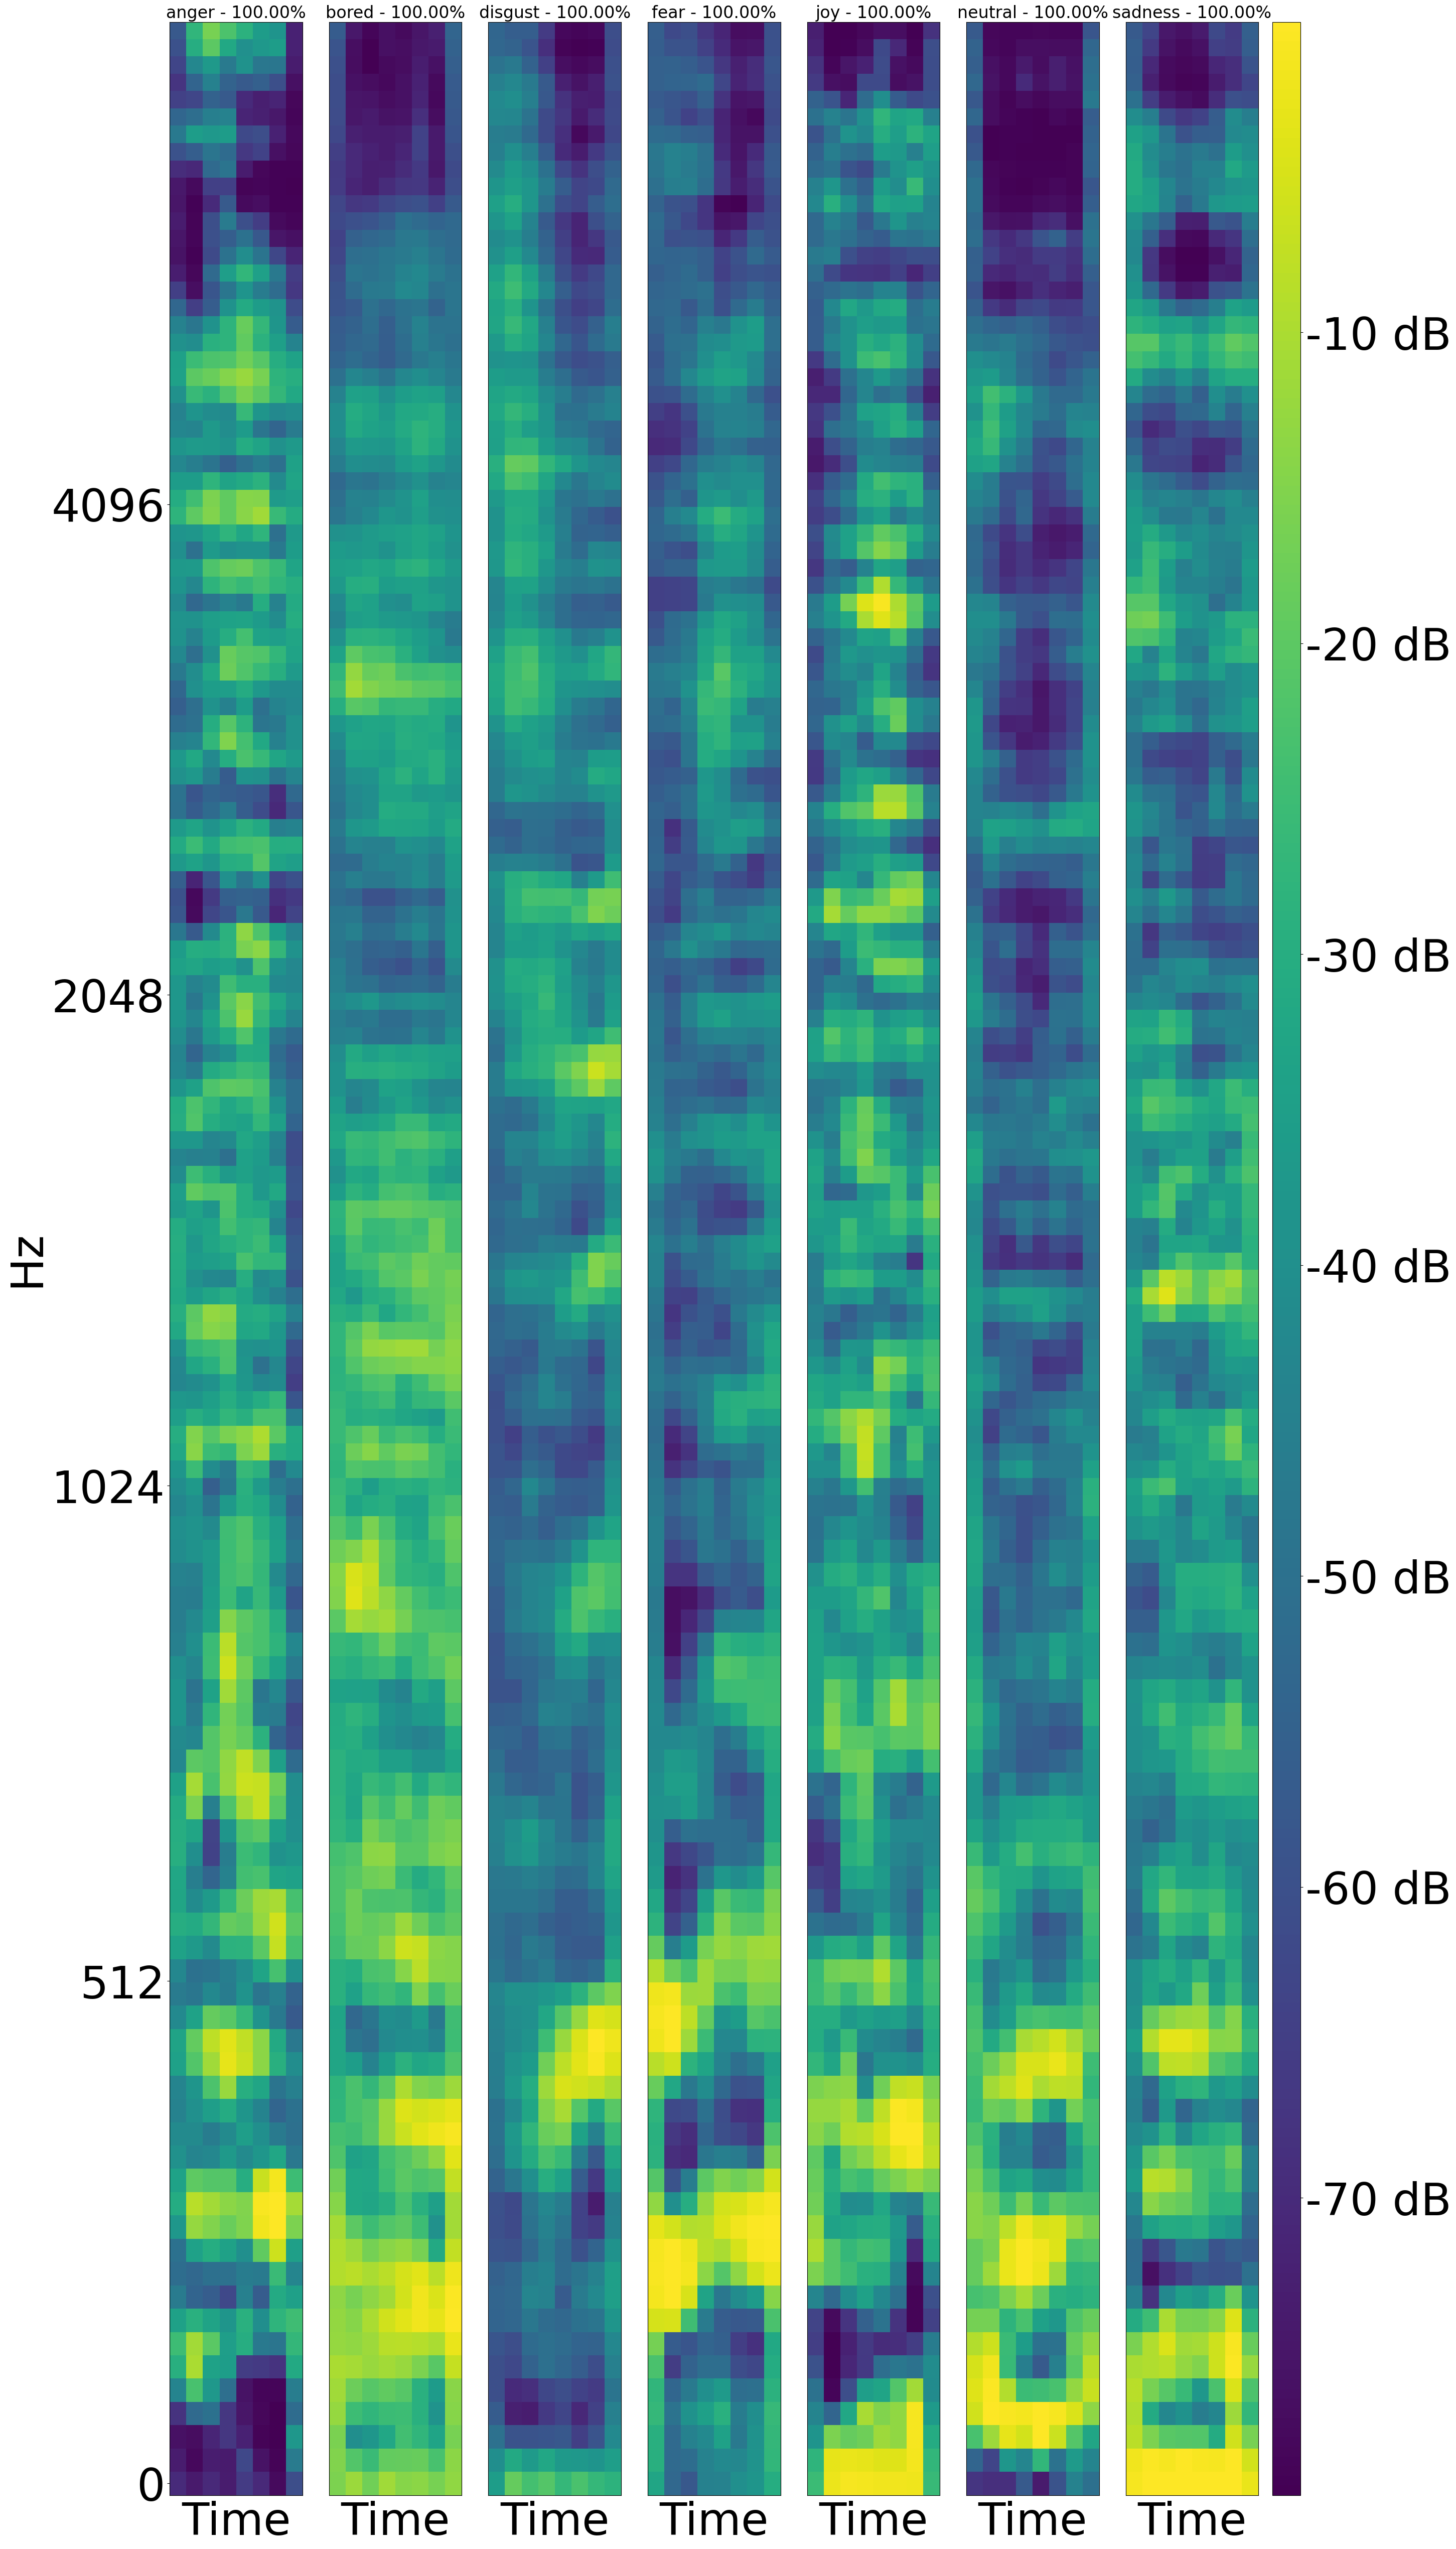 anger - 100.00%
bored - 100.00%
disgust - 100.00%
fear - 100.00%
joy - 100.00%
neutral - 100.00%
sadness - 100.00%
-10 dB
4096
-20 dB
-30 dB
2048
Hz
-40 dB
1024
-50 dB
-60 dB
512
-70 dB
0
Time
Time
Time
Time
Time
Time
Time